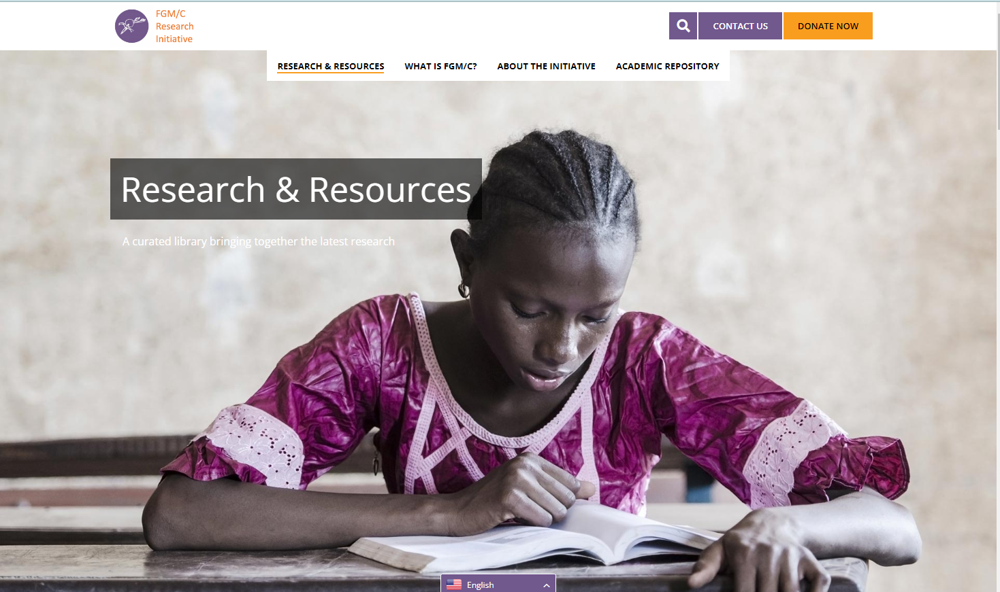 FGM/C
Research
Initiative
CONTACT US
DONATE NOW
RESEARCH & RESOURCES
WHAT IS FGM/C?
ABOUT THE INITIATIVE
ACADEMIC REPOSITORY
Research & Resources
A curated library bringing together the latest research
English